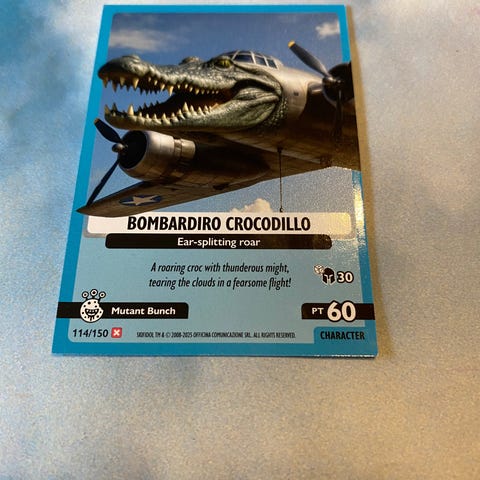 BOMBARDIRO CROCODILLO
Ear-splitting roar
A roaring croc with thunderous might,
tearing the clouds in a fearsome flight!
30
Mutant Bunch
PT 60
114/150
SKIFIDOL TM & © 2008-2025 OFFICINA COMUNICAZIONE SRL. ALL RIGHTS RESERVED.
CHARACTER